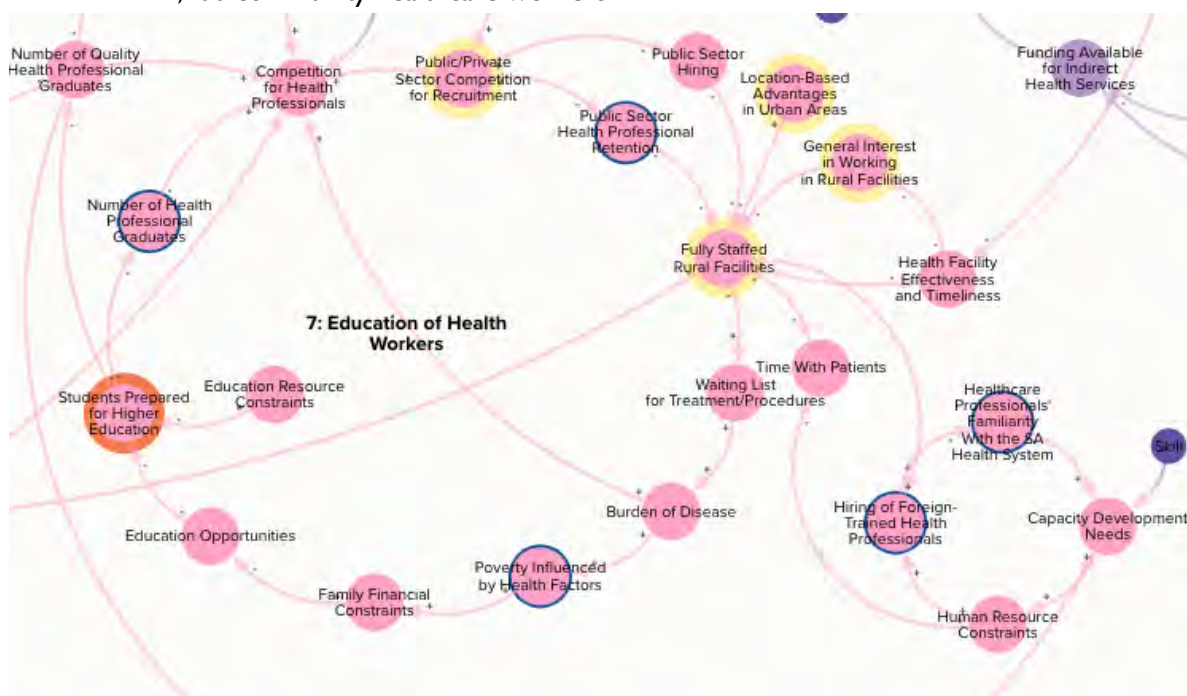 Number of Quality
Health Professional
Graduates
Competition
for Health
Professionals
Public/Private
Sector Competition
for Recruitment
Public Sector
Hiring
Public Sector
Health Professional
Retention
Location-Based
Advantages
in Urban Areas
General Interest
in Working
in Rural Facilities
Funding Available
for Indirect
Health Services
Number of Health
Professional
Graduates
Fully Staffed
Rural Facilities
Health Facility
Effectiveness
and Timeliness
7: Education of Health
Workers
Students Prepared
for Higher
Education
Education Resource
Constraints
Time With Patients
Waiting List
for Treatment/Procedures
Healthcare
Professionals'
Familiarity
With the SA
Health System
Skill
Education Opportunities
Burden of Disease
Hiring of Foreign-
Trained Health
Professionals
Capacity Development
Needs
Poverty Influenced
by Health Factors
Family Financial
Constraints
Human Resource
Constraints